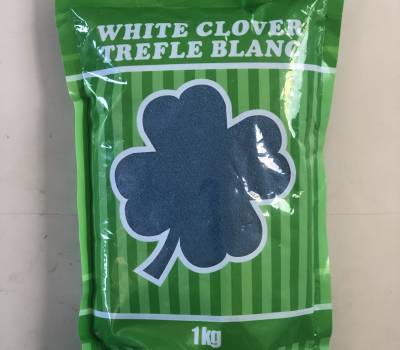 WHITE CLOVER
TREFLE BLANC
1kg